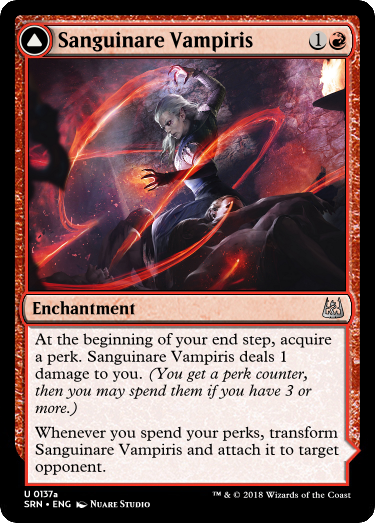 Sanguinare Vampiris 1
Enchantment
At the beginning of your end step, acquire
a perk. Sanguinare Vampiris deals 1
damage to you. (You get a perk counter,
then you may spend them if you have 3 or
more.)
Whenever you spend your perks, transform
Sanguinare Vampiris and attach it to target
opponent.
U 0137a
SRN • ENG Nuare Studio
™ & © 2018 Wizards of the Coast